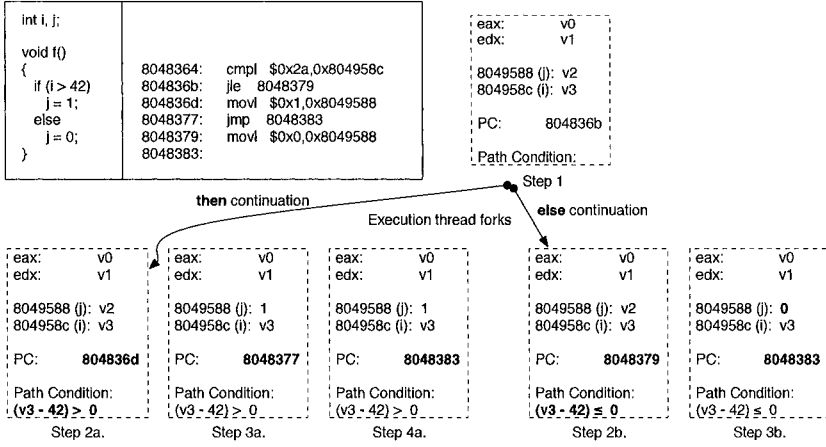 int i, j;
void f()
{
if (i > 42)
j = 1;
else
j = 0;
}
8048364: cmpl $0x2a,0x804958c
804836b: jle 8048379
804836d: movl $0x1,0x8049588
8048377: jmp 8048383
8048379: movl $0x0,0x8049588
8048383:
eax: v0
edx: v1
8049588 (j): v2
804958c (i): v3
PC: 804836b
Path Condition:
Step 1
then continuation
Execution thread forks
else continuation
eax: v0
edx: v1
8049588 (j): v2
804958c (i): v3
PC: 804836d
Path Condition:
(v3 - 42) > 0
Step 2a.
eax: v0
edx: v1
8049588 (j): 1
804958c (i): v3
PC: 8048377
Path Condition:
(v3 - 42) > 0
Step 3a.
eax: v0
edx: v1
8049588 (j): 1
804958c (i): v3
PC: 8048383
Path Condition:
(v3 - 42) > 0
Step 4a.
eax: v0
edx: v1
8049588 (j): v2
804958c (i): v3
PC: 8048379
Path Condition:
(v3 - 42) ≤ 0
Step 2b.
eax: v0
edx: v1
8049588 (j): 0
804958c (i): v3
PC: 8048383
Path Condition:
(v3 - 42) ≤ 0
Step 3b.